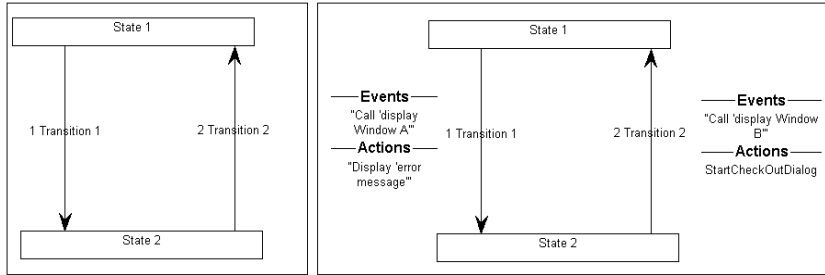 State 1
1 Transition 1
2 Transition 2
State 2
State 1
Events
"Call 'display
Window A'"
Actions
"Display 'error
message'"
1 Transition 1
2 Transition 2
Events
"Call 'display Window
B'"
Actions
StartCheckOutDialog
State 2